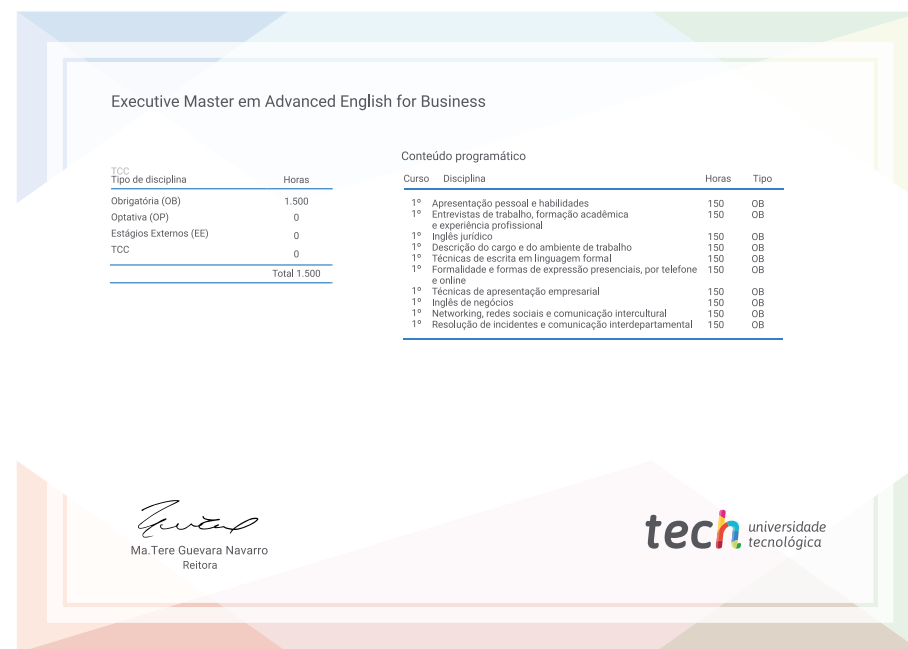 Executive Master em Advanced English for Business
TCC
Tipo de disciplina Horas
Obrigatória (OB) 1.500
Optativa (OP) 0
Estágios Externos (EE) 0
TCC 0
Total 1.500
Conteúdo programático
Curso Disciplina Horas Tipo
1º Apresentação pessoal e habilidades 150 OB
1º Entrevistas de trabalho, formação acadêmica 150 OB
e experiência profissional
1º Inglês jurídico 150 OB
1º Descrição do cargo e do ambiente de trabalho 150 OB
1º Técnicas de escrita em linguagem formal 150 OB
1º Formalidade e formas de expressão presenciais, por telefone 150 OB
e online
1º Técnicas de apresentação empresarial 150 OB
1º Inglês de negócios 150 OB
1º Networking, redes sociais e comunicação intercultural 150 OB
1º Resolução de incidentes e comunicação interdepartamental 150 OB
Ma.Tere Guevara Navarro
Reitora
tech universidade
tecnológica